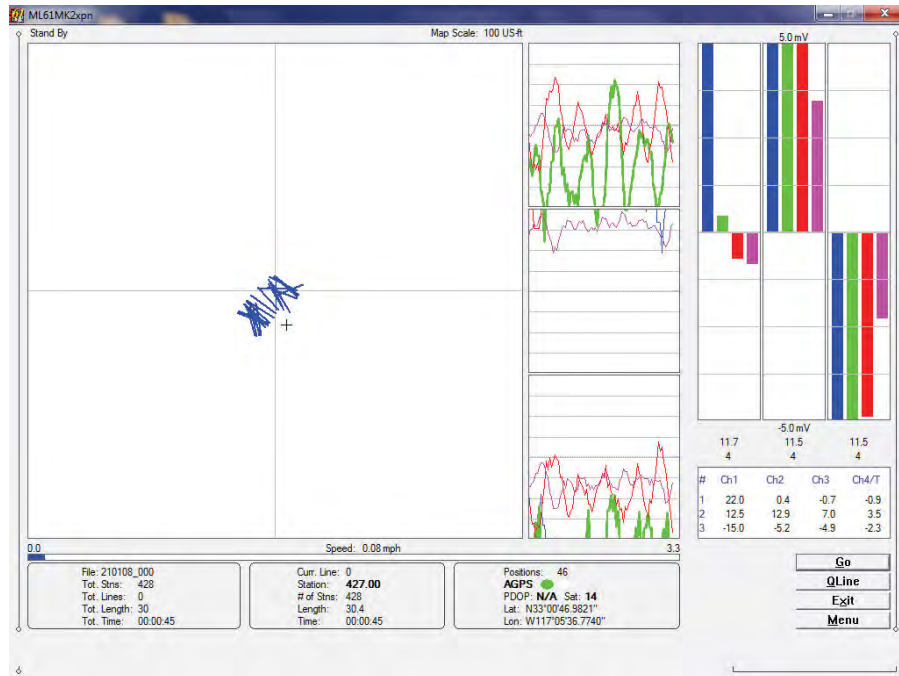 ML61MK2xpn
Stand By
Map Scale: 100 US-ft
5.0 mV
-5.0 mV
11.7 11.5 11.5
4 4 4
# Ch1 Ch2 Ch3 Ch4/T
1 22.0 0.4 -0.7 -0.9
2 12.5 12.9 7.0 3.5
3 -15.0 -5.2 -4.9 -2.3
0.0 Speed: 0.08 mph 3.3
File: 210108_000
Tot. Stns: 428
Tot. Lines: 0
Tot. Length: 30
Tot. Time: 00:00:45
Curr. Line: 0
Station: 427.00
# of Stns: 428
Length: 30.4
Time: 00:00:45
Positions: 46
AGPS
PDOP: N/A Sat: 14
Lat: N33°00'46.9821"
Lon: W117°05'36.7740"
Go
QLine
Exit
Menu